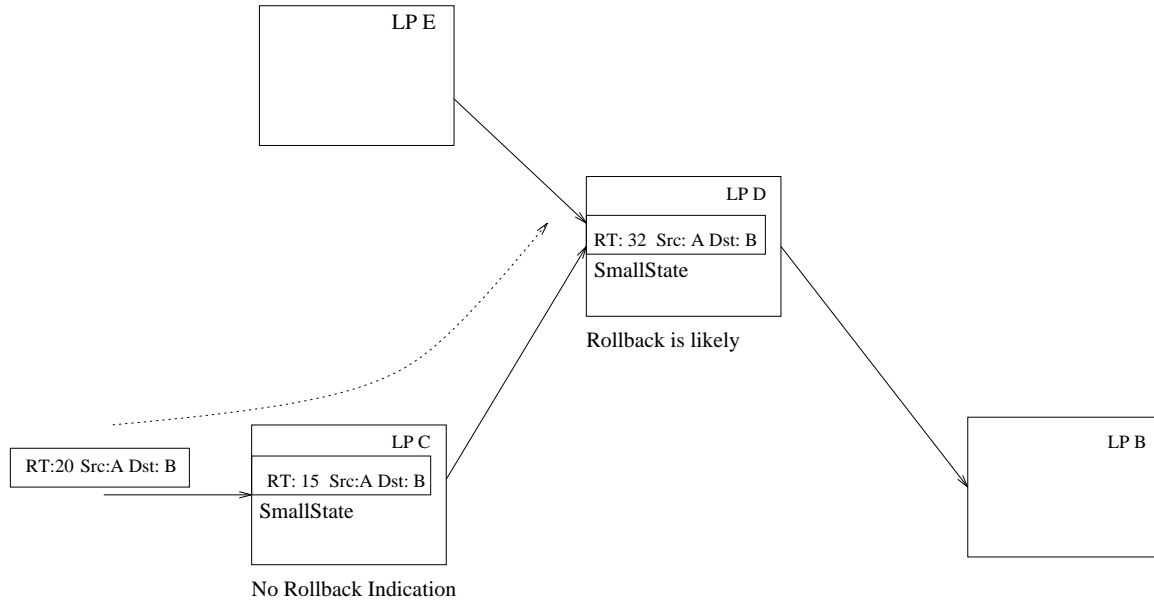 LP E
LP D
RT: 32 Src: A Dst: B
SmallState
Rollback is likely
LP C
RT:20 Src:A Dst: B
RT: 15 Src:A Dst: B
SmallState
No Rollback Indication
LP B